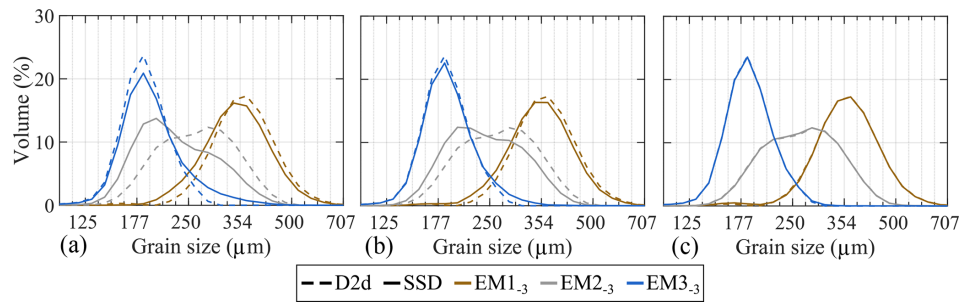 30
20
10
0
Volume (%)
125 177 250 354 500 707
125 177 250 354 500 707
125 177 250 354 500 707
(a) Grain size (μm)
(b) Grain size (μm)
(c) Grain size (μm)
D2d SSD EM1-3 EM2-3 EM3-3